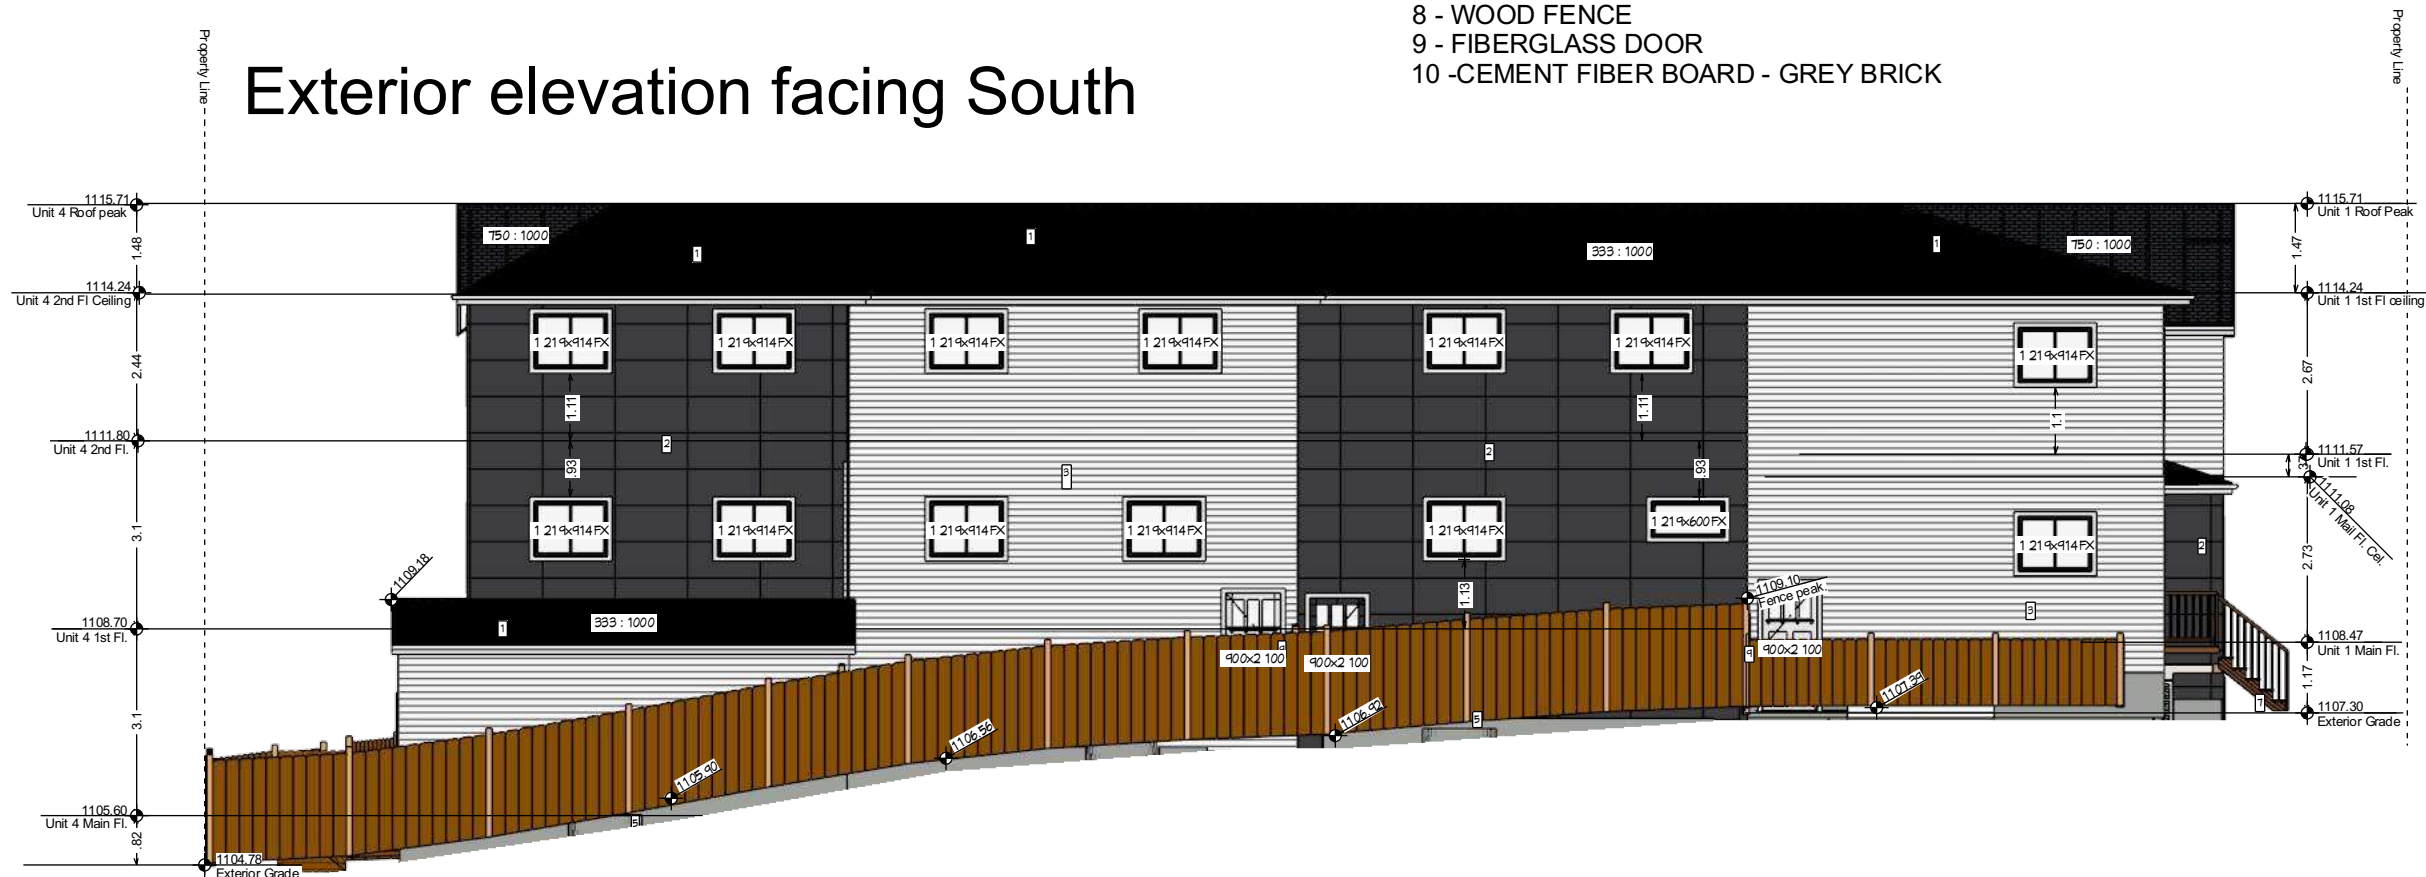 8 - WOOD FENCE
9 - FIBERGLASS DOOR
10 -CEMENT FIBER BOARD - GREY BRICK
Property Line
Property Line
Exterior elevation facing South
1115.71
Unit 4 Roof peak
1.48
1114.24
Unit 4 2nd Fl Ceiling
2.44
1111.80
Unit 4 2nd Fl.
3.1
1108.70
Unit 4 1st Fl.
3.1
1105.60
Unit 4 Main Fl.
.82
1104.78
Exterior Grade
750 : 1000
1
1
333 : 1000
1
750 : 1000
1 219x914FX
1 219x914FX
1 219x914FX
1 219x914FX
1 219x914FX
1 219x914FX
1 219x914FX
1.11
1.11
1.11
2
3
2
.93
.93
1 219x914FX
1 219x914FX
1 219x914FX
1 219x914FX
1 219x914FX
1 219x600FX
1 219x914FX
2
1109.18
1.13
1109.10
Fence peak.
1
333 : 1000
3
9
900x2 100
900x2 100
9
900x2 100
1105.90
1106.56
1106.92
1107.39
5
5
7
1115.71
Unit 1 Roof Peak
1.47
1114.24
Unit 1 1st Fl ceiling
2.67
1111.57
Unit 1 1st Fl.
1111.08
Unit 1 Mail Fl. Cel.
2.73
1108.47
Unit 1 Main Fl.
1.17
1107.30
Exterior Grade